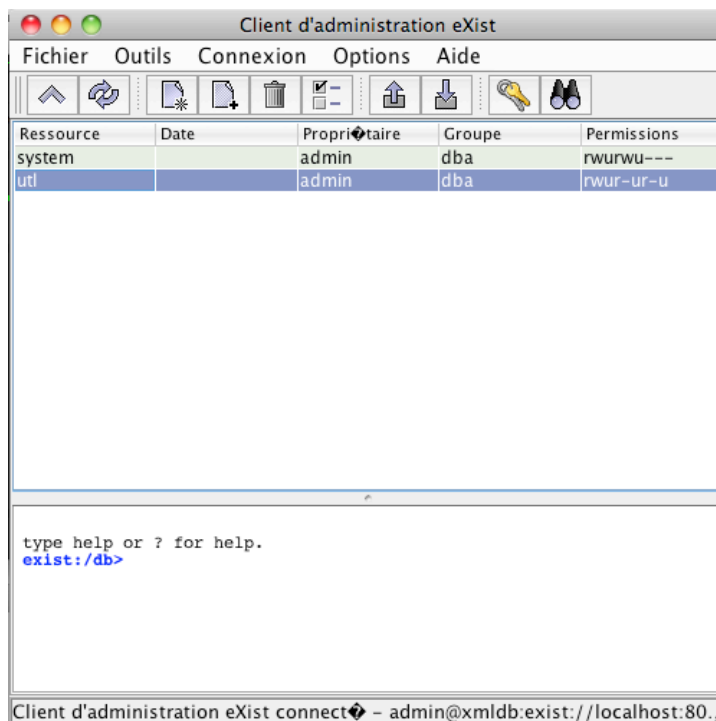 Client d'administration eXist
Fichier Outils Connexion Options Aide
Ressource Date Propri�taire Groupe Permissions
system admin dba rwurwu---
utl admin dba rwur-ur-u
type help or ? for help.
exist:/db>
Client d'administration eXist connect� – admin@xmldb:exist://localhost:80.